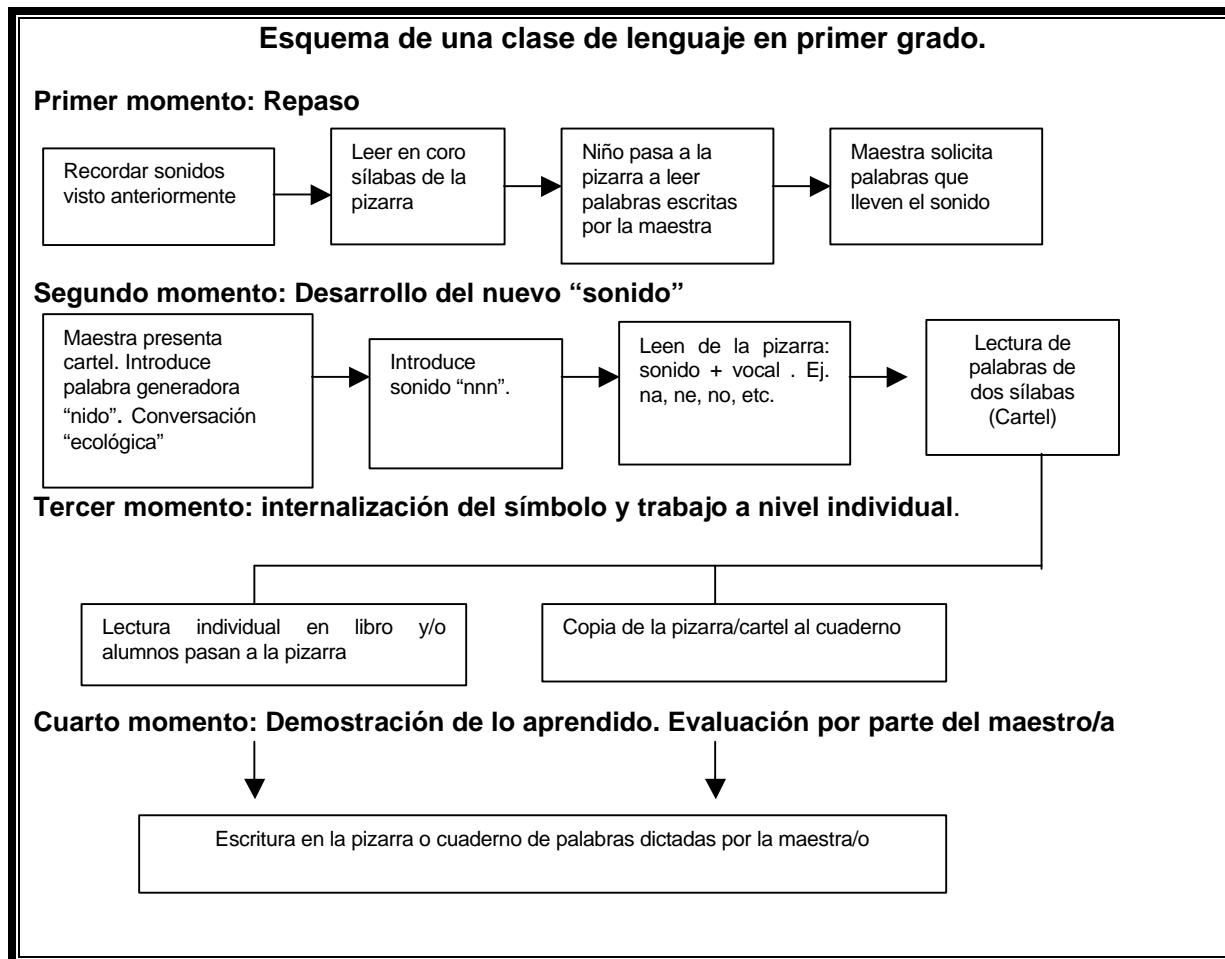 Esquema de una clase de lenguaje en primer grado.
Primer momento: Repaso
Recordar sonidos
visto anteriormente
Leer en coro
sílabas de la
pizarra
Niño pasa a la
pizarra a leer
palabras escritas
por la maestra
Maestra solicita
palabras que
lleven el sonido
Segundo momento: Desarrollo del nuevo “sonido”
Maestra presenta
cartel. Introduce
palabra generadora
“nido”. Conversación
“ecológica”
Introduce
sonido “nnn”.
Leen de la pizarra:
sonido + vocal . Ej.
na, ne, no, etc.
Lectura de
palabras de
dos sílabas
(Cartel)
Tercer momento: internalización del símbolo y trabajo a nivel individual.
Lectura individual en libro y/o
alumnos pasan a la pizarra
Copia de la pizarra/cartel al cuaderno
Cuarto momento: Demostración de lo aprendido. Evaluación por parte del maestro/a
Escritura en la pizarra o cuaderno de palabras dictadas por la maestra/o